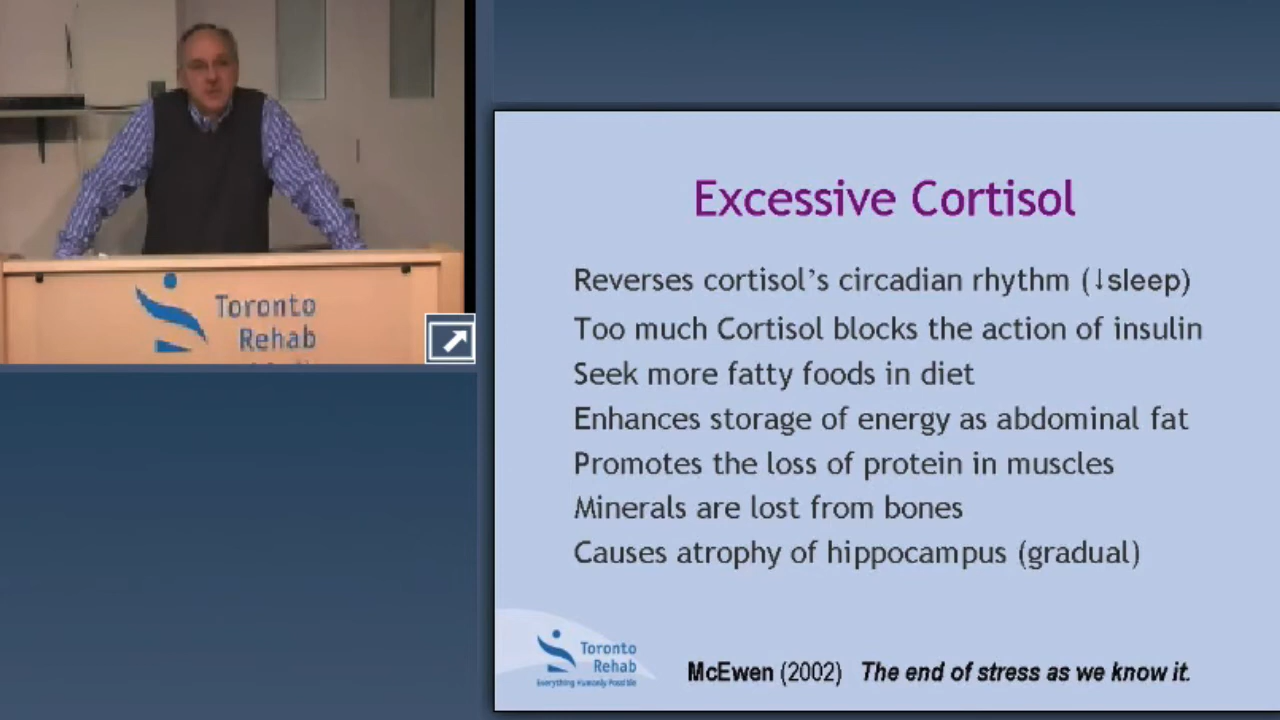 Toronto
Rehab
Excessive Cortisol
Reverses cortisol's circadian rhythm (↓sleep)
Too much Cortisol blocks the action of insulin
Seek more fatty foods in diet
Enhances storage of energy as abdominal fat
Promotes the loss of protein in muscles
Minerals are lost from bones
Causes atrophy of hippocampus (gradual)
Toronto
Rehab
Everything Humanly Possible
McEwen (2002) The end of stress as we know it.